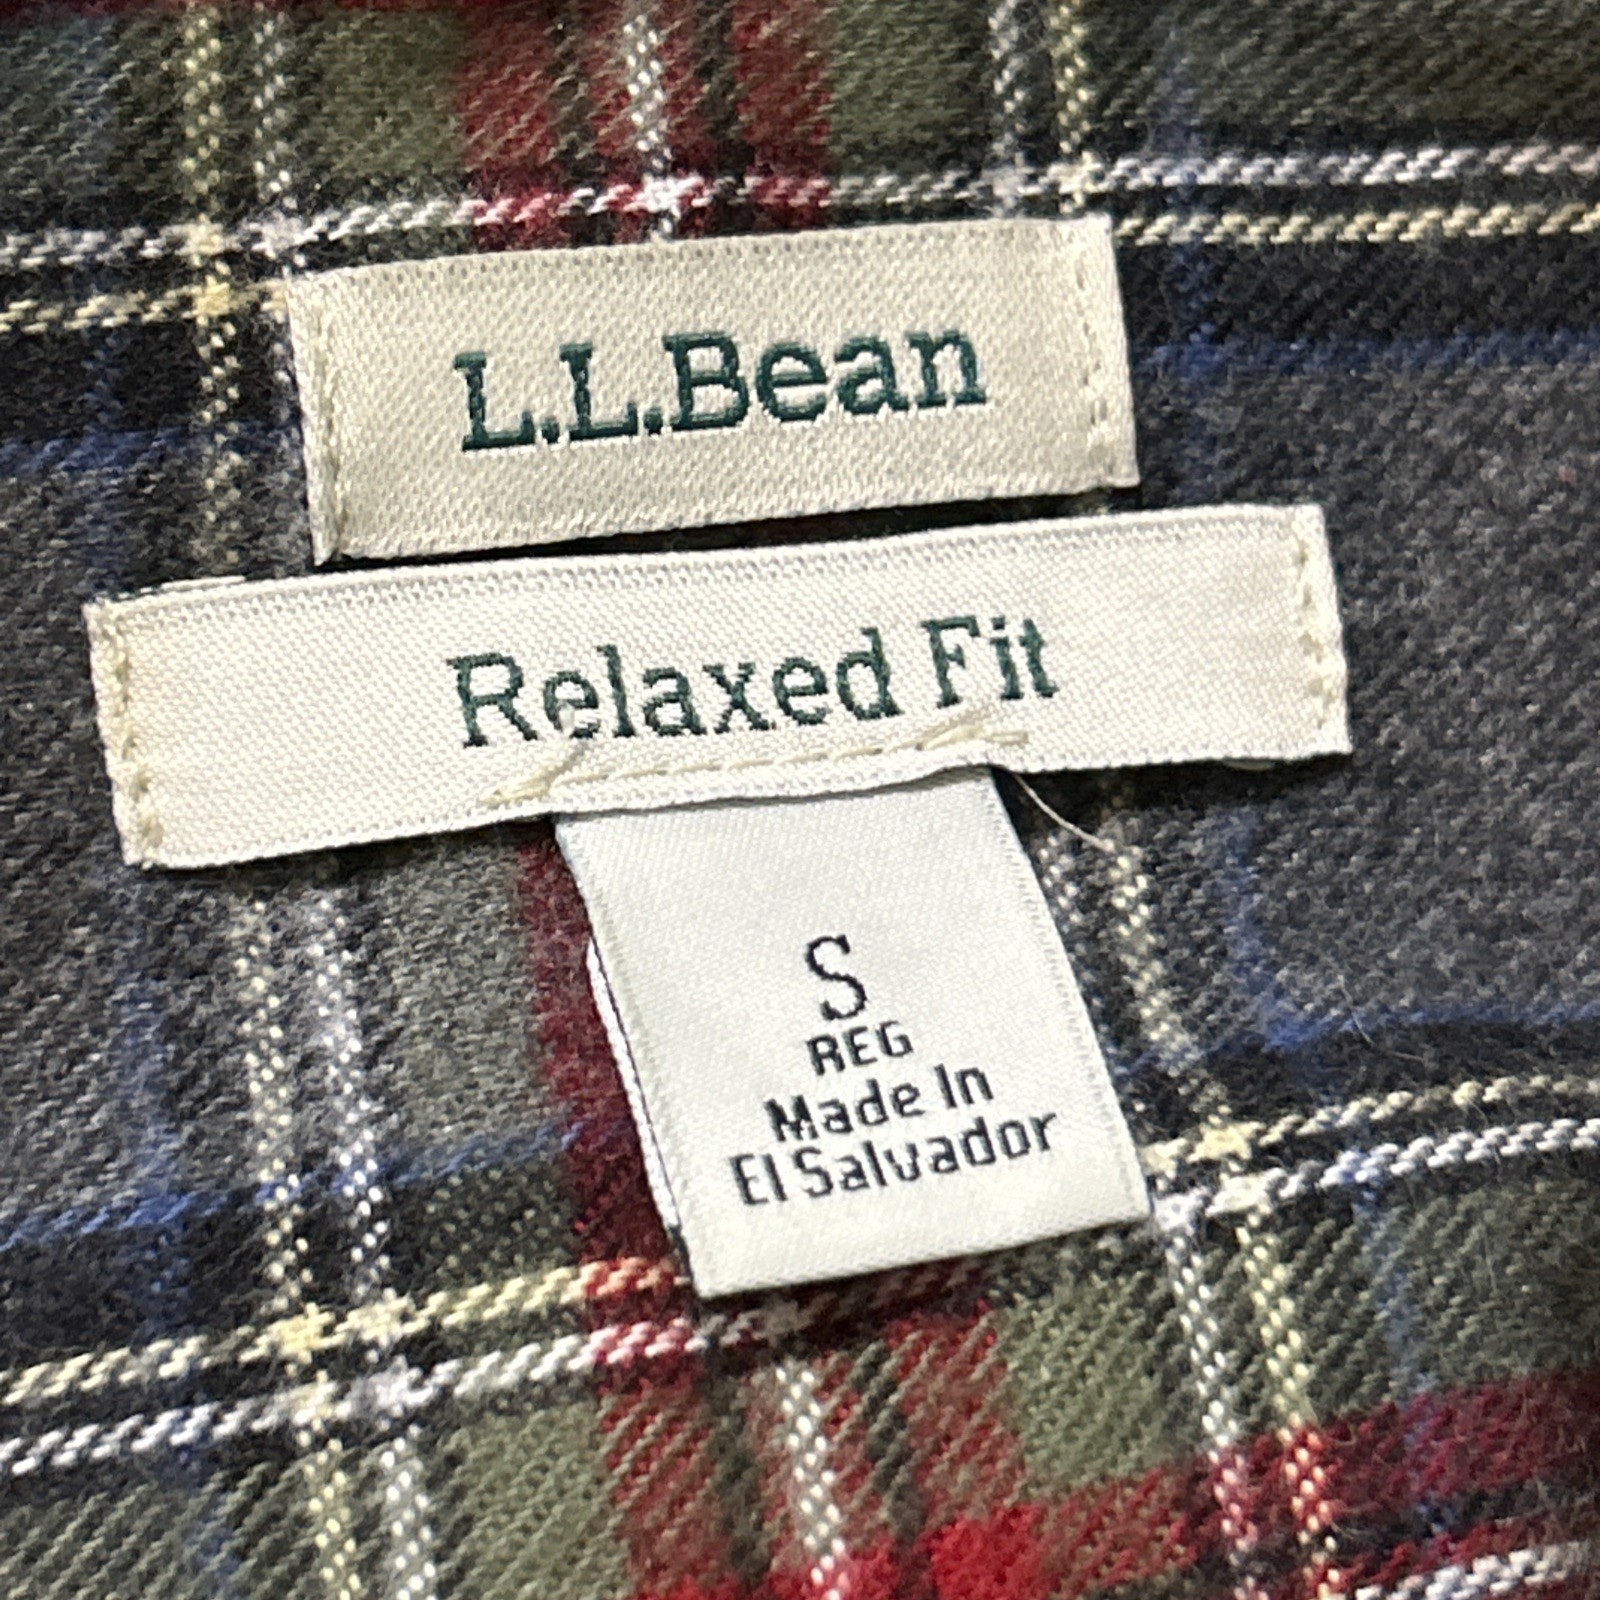 L.L.Bean
Relaxed Fit
S
REG
Made In
El Salvador